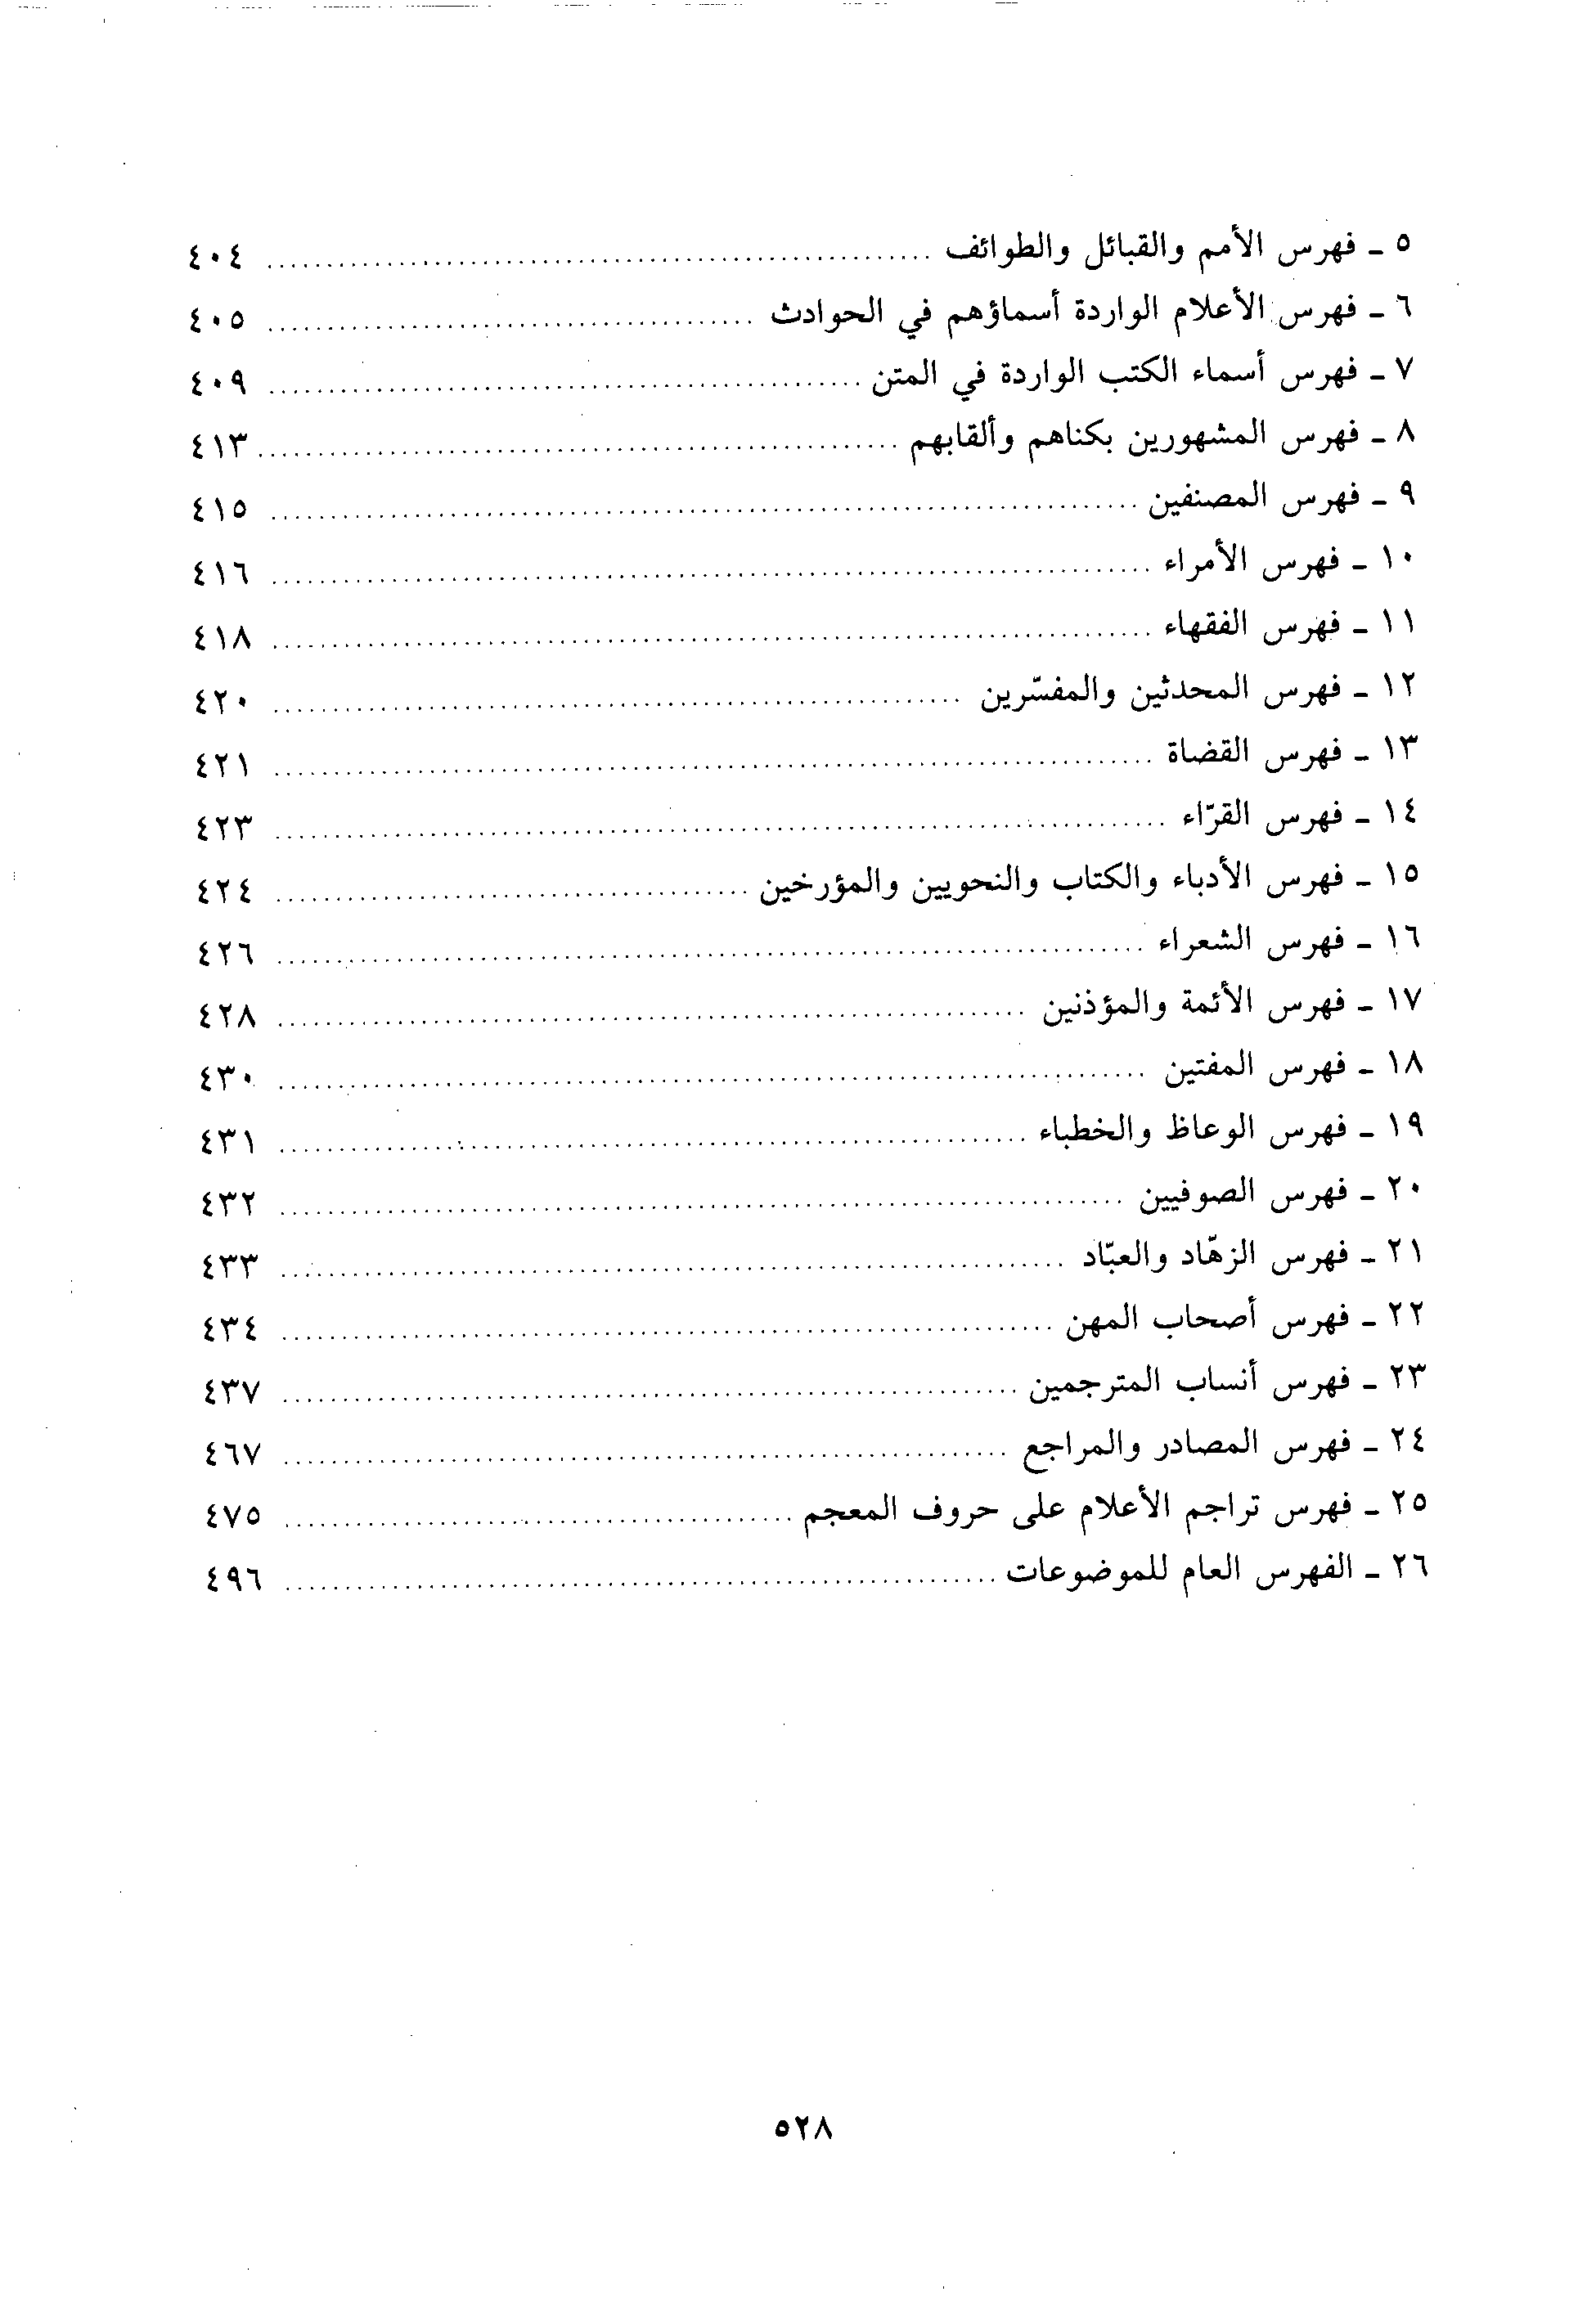 ٥ ـ فهرس الأمم والقبائل والطوائف ........ ٤٠٤
٦ ـ فهرس الأعلام الواردة أسماؤهم في الحوادث ........ ٤٠٥
٧ ـ فهرس أسماء الكتب الواردة في المتن ........ ٤٠٩
٨ ـ فهرس المشهورين بكناهم وألقابهم ........ ٤١٣
٩ ـ فهرس المصنفين ........ ٤١٥
١٠ ـ فهرس الأمراء ........ ٤١٦
١١ ـ فهرس الفقهاء ........ ٤١٨
١٢ ـ فهرس المحدثين والمفسّرين ........ ٤٢٠
١٣ ـ فهرس القضاة ........ ٤٢١
١٤ ـ فهرس القرّاء ........ ٤٢٣
١٥ ـ فهرس الأدباء والكتاب والنحويين والمؤرخين ........ ٤٢٤
١٦ ـ فهرس الشعراء ........ ٤٢٦
١٧ ـ فهرس الأئمة والمؤذنين ........ ٤٢٨
١٨ ـ فهرس المفتين ........ ٤٣٠
١٩ ـ فهرس الوعاظ والخطباء ........ ٤٣١
٢٠ ـ فهرس الصوفيين ........ ٤٣٢
٢١ ـ فهرس الزهّاد والعبّاد ........ ٤٣٣
٢٢ ـ فهرس أصحاب المهن ........ ٤٣٤
٢٣ ـ فهرس أنساب المترجمين ........ ٤٣٧
٢٤ ـ فهرس المصادر والمراجع ........ ٤٦٧
٢٥ ـ فهرس تراجم الأعلام على حروف المعجم ........ ٤٧٥
٢٦ ـ الفهرس العام للموضوعات ........ ٤٩٦
٥٢٨